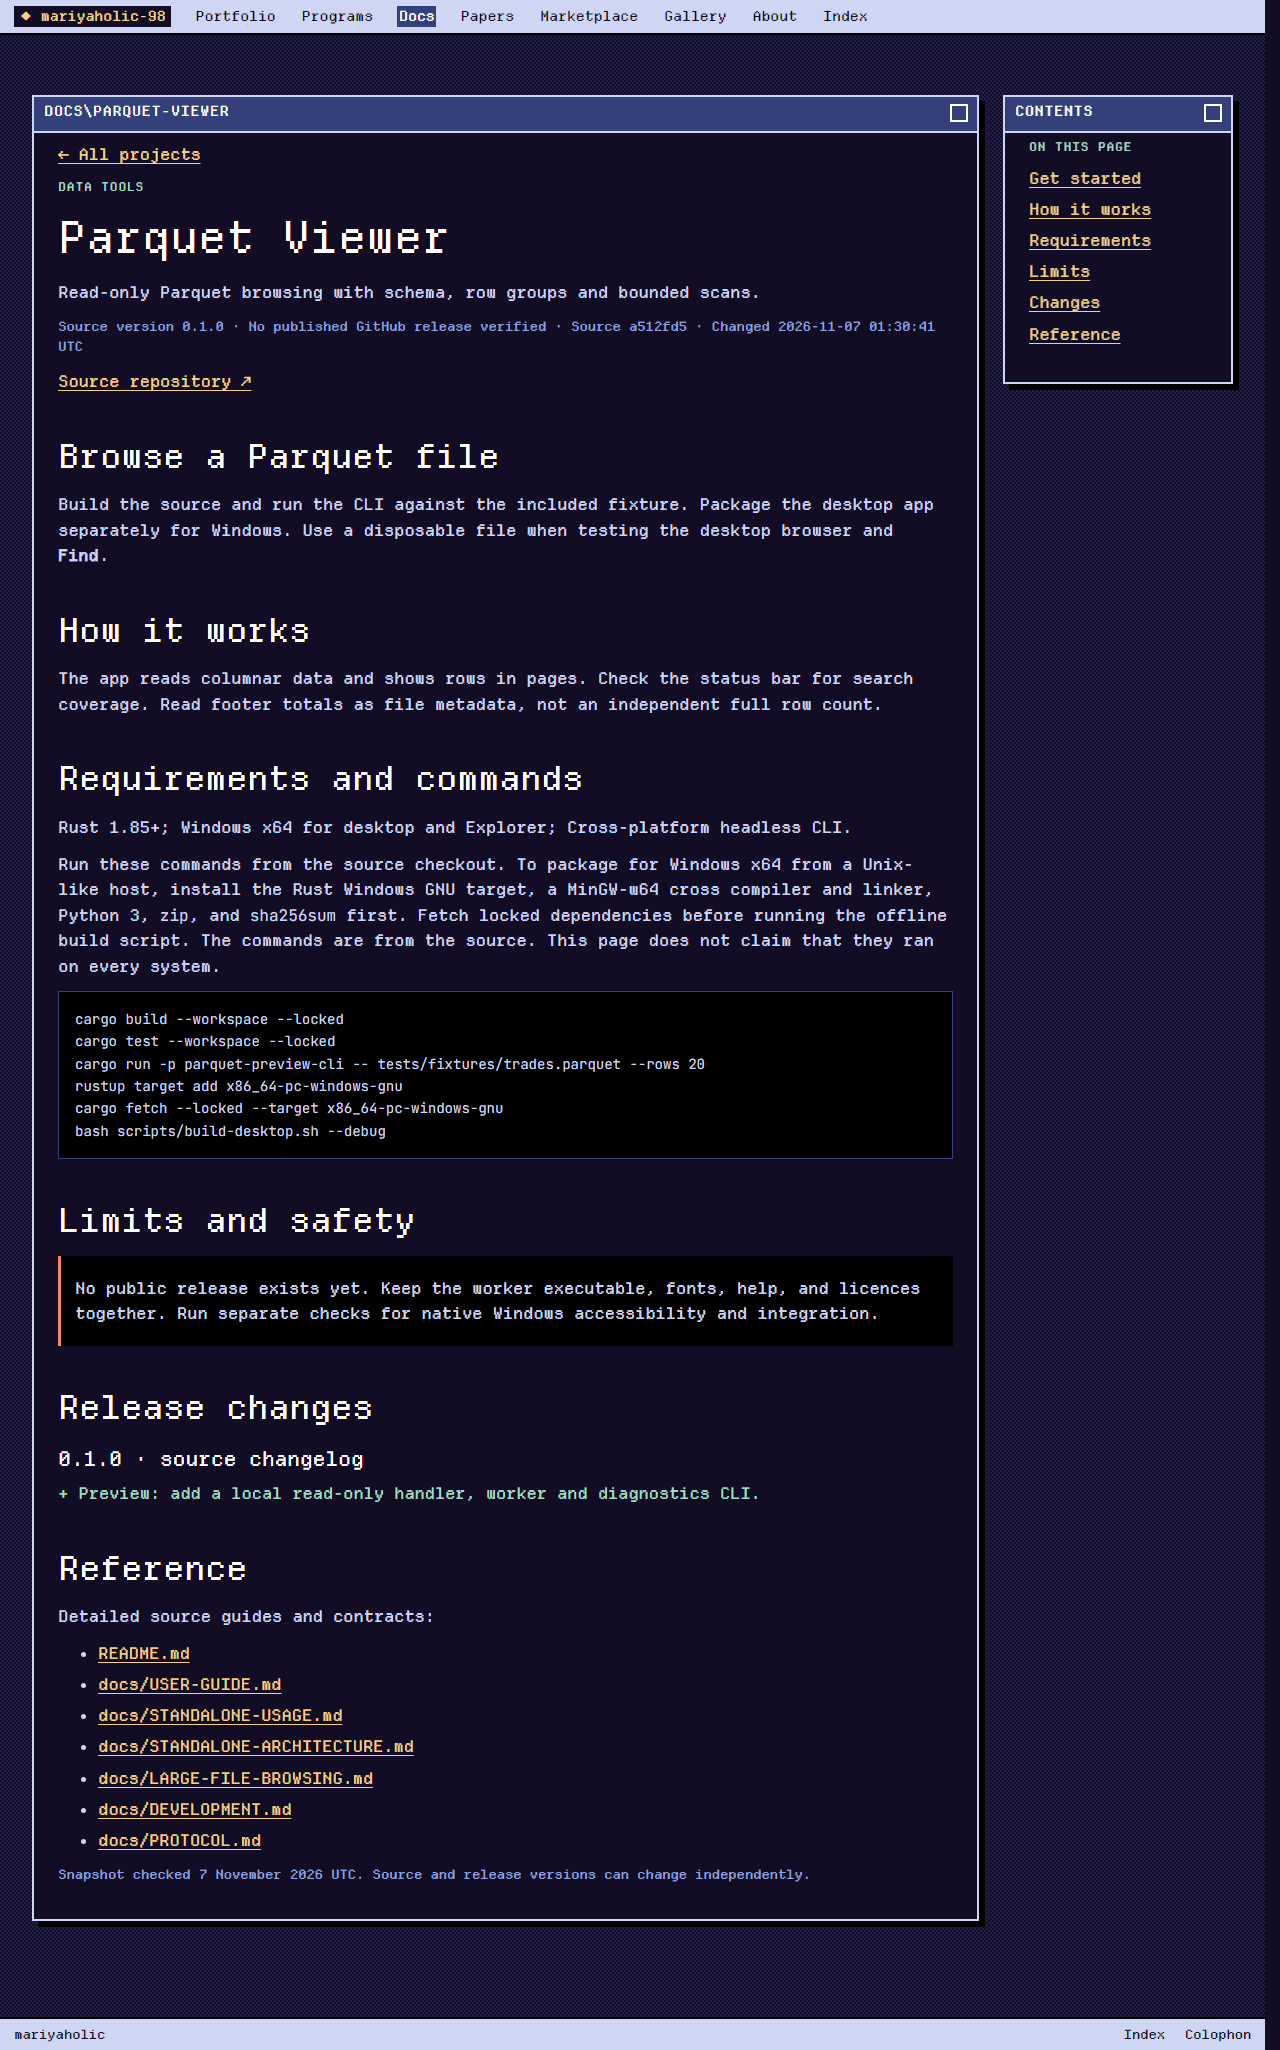 ◆ mariyaholic-98 Portfolio Programs Docs Papers Marketplace Gallery About Index
DOCS\PARQUET-VIEWER
← All projects
DATA TOOLS
Parquet Viewer
Read-only Parquet browsing with schema, row groups and bounded scans.
Source version 0.1.0 · No published GitHub release verified · Source a512fd5 · Changed 2026-11-07 01:30:41
UTC
Source repository ↗
Browse a Parquet file
Build the source and run the CLI against the included fixture. Package the desktop app
separately for Windows. Use a disposable file when testing the desktop browser and
Find.
How it works
The app reads columnar data and shows rows in pages. Check the status bar for search
coverage. Read footer totals as file metadata, not an independent full row count.
Requirements and commands
Rust 1.85+; Windows x64 for desktop and Explorer; Cross-platform headless CLI.
Run these commands from the source checkout. To package for Windows x64 from a Unix-
like host, install the Rust Windows GNU target, a MinGW-w64 cross compiler and linker,
Python 3, zip, and sha256sum first. Fetch locked dependencies before running the offline
build script. The commands are from the source. This page does not claim that they ran
on every system.
cargo build --workspace --locked
cargo test --workspace --locked
cargo run -p parquet-preview-cli -- tests/fixtures/trades.parquet --rows 20
rustup target add x86_64-pc-windows-gnu
cargo fetch --locked --target x86_64-pc-windows-gnu
bash scripts/build-desktop.sh --debug
Limits and safety
No public release exists yet. Keep the worker executable, fonts, help, and licences
together. Run separate checks for native Windows accessibility and integration.
Release changes
0.1.0 · source changelog
+ Preview: add a local read-only handler, worker and diagnostics CLI.
Reference
Detailed source guides and contracts:
• README.md
• docs/USER-GUIDE.md
• docs/STANDALONE-USAGE.md
• docs/STANDALONE-ARCHITECTURE.md
• docs/LARGE-FILE-BROWSING.md
• docs/DEVELOPMENT.md
• docs/PROTOCOL.md
Snapshot checked 7 November 2026 UTC. Source and release versions can change independently.
CONTENTS
ON THIS PAGE
Get started
How it works
Requirements
Limits
Changes
Reference
mariyaholic Index Colophon